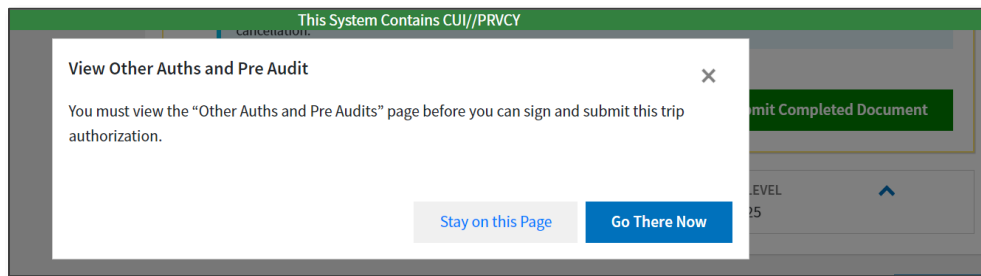 This System Contains CUI//PRVCY
cancellation.
View Other Auths and Pre Audit
You must view the “Other Auths and Pre Audits” page before you can sign and submit this trip
authorization.
mit Completed Document
LEVEL
25
Stay on this Page
Go There Now